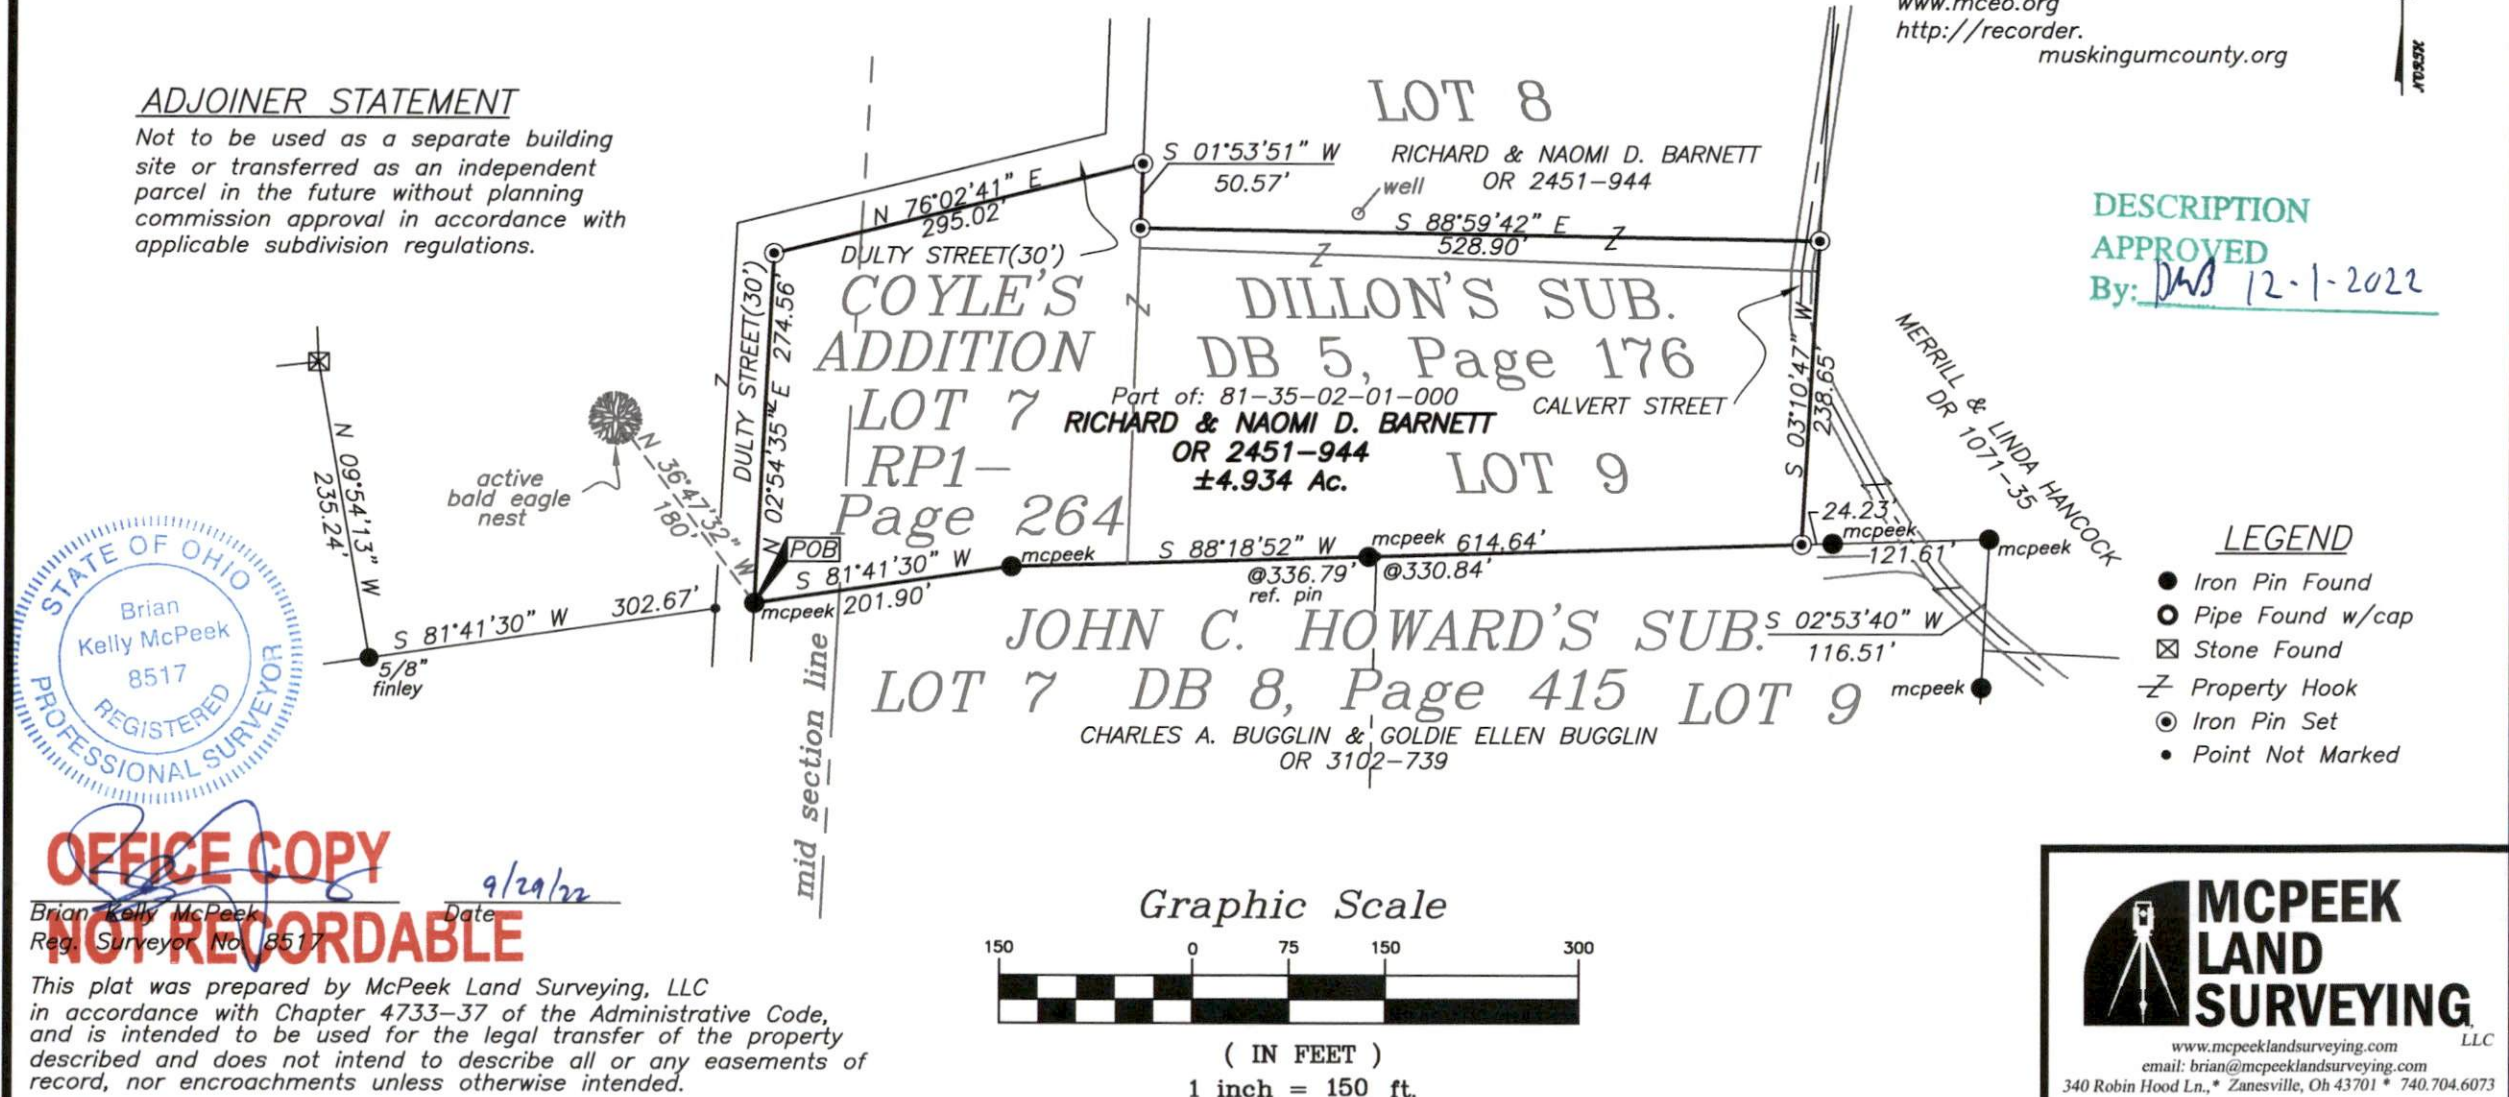 www.mceo.org
http://recorder.
muskingumcounty.org
NORTH
ADJOINER STATEMENT
Not to be used as a separate building
site or transferred as an independent
parcel in the future without planning
commission approval in accordance with
applicable subdivision regulations.
LOT 8
RICHARD & NAOMI D. BARNETT
OR 2451-944
well
S 01°53'51" W
50.57'
N 76°02'41" E
295.02'
S 88°59'42" E
528.90'
Z
Z
DULTY STREET(30')
DESCRIPTION
APPROVED
By: DWB 12-1-2022
COYLE'S
ADDITION
LOT 7
RP1-
Page 264
Z
DILLON'S SUB.
DB 5, Page 176
Part of: 81-35-02-01-000
RICHARD & NAOMI D. BARNETT
OR 2451-944
±4.934 Ac.
LOT 9
CALVERT STREET
S 03°10'47" W
238.65'
MERRILL & LINDA HANCOCK
DR 1071-35
DULTY STREET(30')
Z
N 02°54'35" E 274.56'
Z
N 09°54'13" W
235.24'
active
bald eagle
nest
N 36°47'32" W
180'
POB
S 81°41'30" W
201.90'
mcpeek
mcpeek
S 88°18'52" W
mcpeek 614.64'
@336.79'
ref. pin
@330.84'
24.23'
mcpeek
121.61'
mcpeek
S 81°41'30" W 302.67'
5/8"
finley
JOHN C. HOWARD'S SUB.
LOT 7 DB 8, Page 415 LOT 9
S 02°53'40" W
116.51'
mcpeek
CHARLES A. BUGGLIN & GOLDIE ELLEN BUGGLIN
OR 3102-739
mid section line
LEGEND
Iron Pin Found
Pipe Found w/cap
Stone Found
Z Property Hook
Iron Pin Set
Point Not Marked
STATE OF OHIO
Brian
Kelly McPeek
8517
REGISTERED
PROFESSIONAL SURVEYOR
OFFICE COPY
NOT RECORDABLE
9/29/22
Brian Kelly McPeek Date
Reg. Surveyor No. 8517
This plat was prepared by McPeek Land Surveying, LLC
in accordance with Chapter 4733-37 of the Administrative Code,
and is intended to be used for the legal transfer of the property
described and does not intend to describe all or any easements of
record, nor encroachments unless otherwise intended.
Graphic Scale
150 0 75 150 300
( IN FEET )
1 inch = 150 ft.
MCPEEK
LAND
SURVEYING,
LLC
www.mcpeeklandsurveying.com
email: brian@mcpeeklandsurveying.com
340 Robin Hood Ln.,* Zanesville, Oh 43701 * 740.704.6073